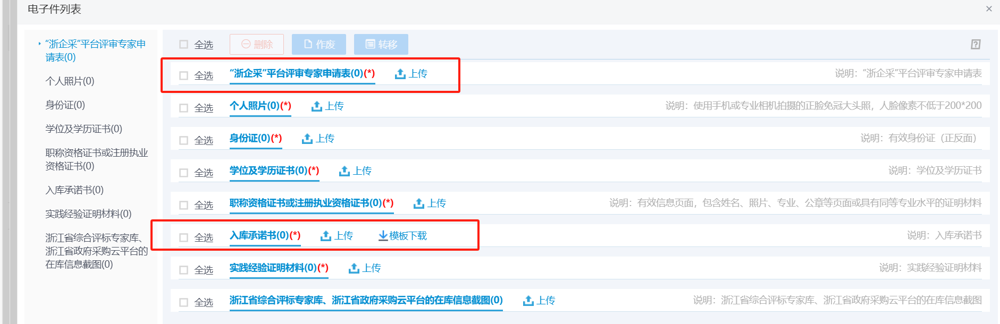 电子件列表
×
“浙企采”平台评审专家申
请表(0)
个人照片(0)
身份证(0)
学位及学历证书(0)
职称资格证书或注册执业
资格证书(0)
入库承诺书(0)
实践经验证明材料(0)
浙江省综合评标专家库、
浙江省政府采购云平台的
在库信息截图(0)
全选 删除 作废 转移 ?
全选 “浙企采”平台评审专家申请表(0)(*) 上传 说明：“浙企采”平台评审专家申请表
全选 个人照片(0)(*) 上传 说明：使用手机或专业相机拍摄的正脸免冠大头照，人脸像素不低于200*200
全选 身份证(0)(*) 上传 说明：有效身份证（正反面）
全选 学位及学历证书(0)(*) 上传 说明：学位及学历证书
全选 职称资格证书或注册执业资格证书(0)(*) 上传 说明：有效信息页面，包含姓名、照片、专业、公章等页面或具有同等专业水平的证明材料
全选 入库承诺书(0)(*) 上传 模板下载 说明：入库承诺书
全选 实践经验证明材料(0)(*) 上传 说明：实践经验证明材料
全选 浙江省综合评标专家库、浙江省政府采购云平台的在库信息截图(0) 上传 说明：浙江省综合评标专家库、浙江省政府采购云平台的在库信息截图